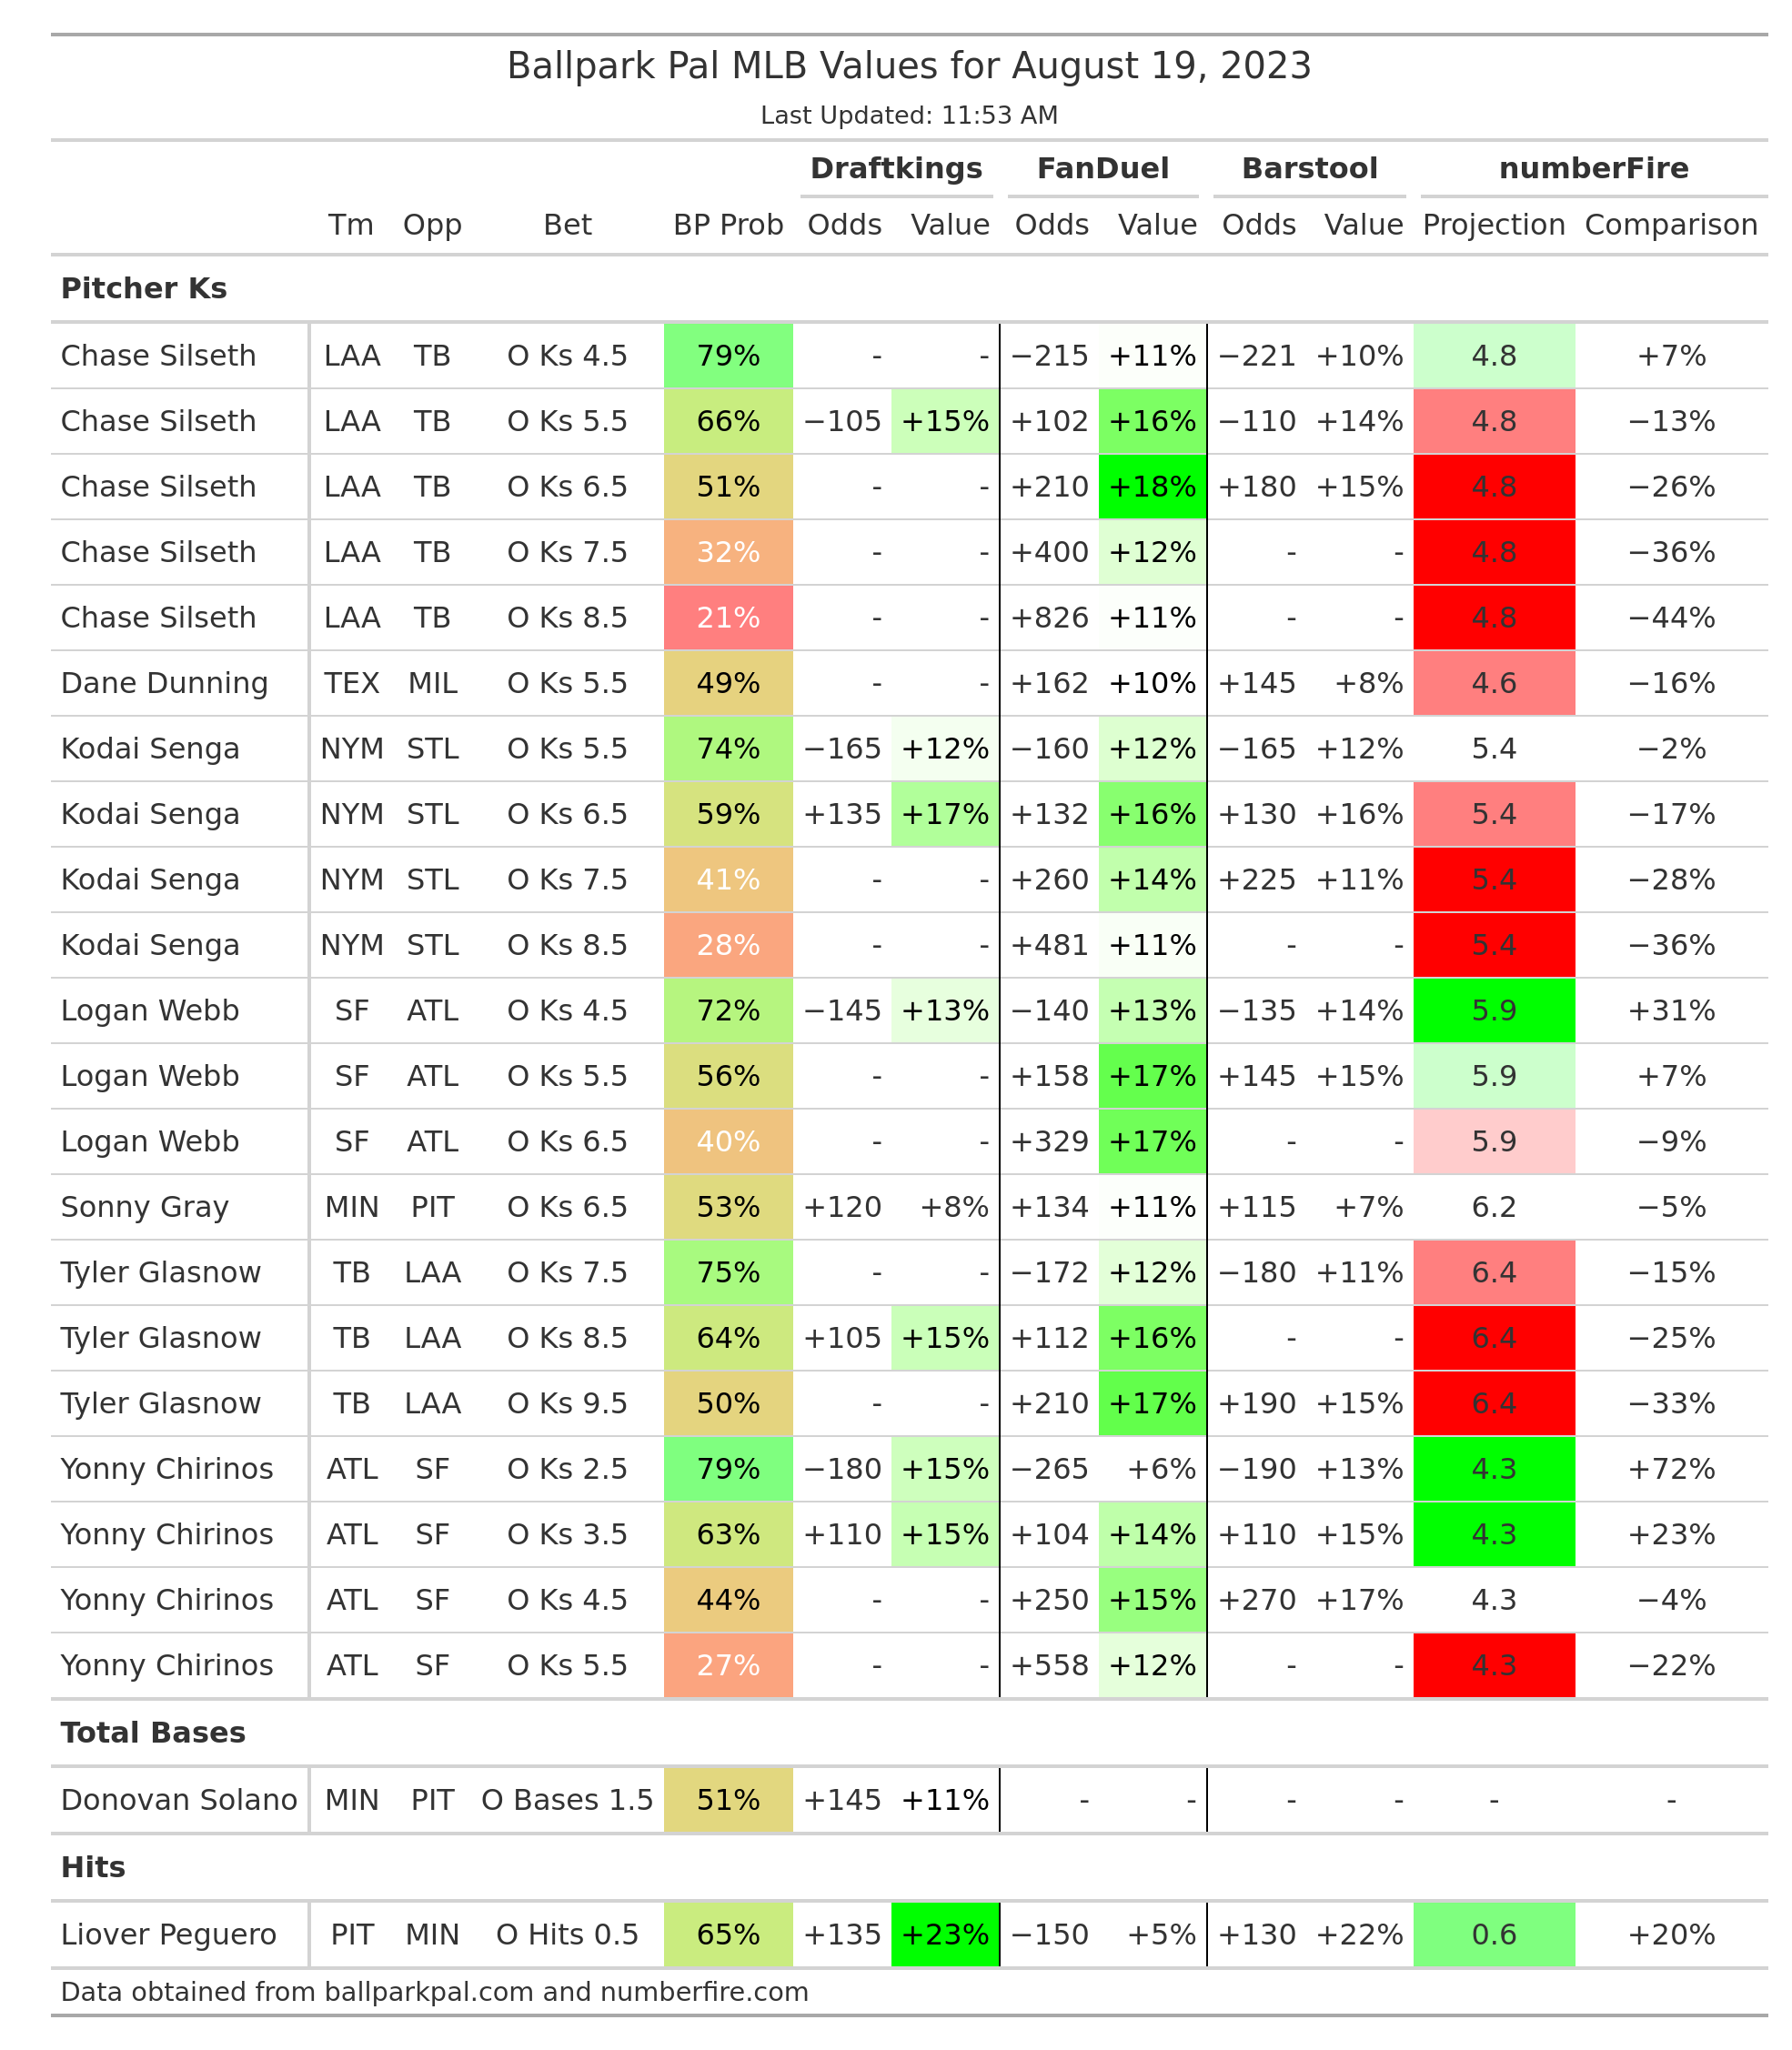 Ballpark Pal MLB Values for August 19, 2023
Last Updated: 11:53 AM
Draftkings FanDuel Barstool numberFire
Tm Opp Bet BP Prob Odds Value Odds Value Odds Value Projection Comparison
Pitcher Ks
Chase Silseth LAA TB O Ks 4.5 79% - - −215 +11% −221 +10% 4.8 +7%
Chase Silseth LAA TB O Ks 5.5 66% −105 +15% +102 +16% −110 +14% 4.8 −13%
Chase Silseth LAA TB O Ks 6.5 51% - - +210 +18% +180 +15% 4.8 −26%
Chase Silseth LAA TB O Ks 7.5 32% - - +400 +12% - - 4.8 −36%
Chase Silseth LAA TB O Ks 8.5 21% - - +826 +11% - - 4.8 −44%
Dane Dunning TEX MIL O Ks 5.5 49% - - +162 +10% +145 +8% 4.6 −16%
Kodai Senga NYM STL O Ks 5.5 74% −165 +12% −160 +12% −165 +12% 5.4 −2%
Kodai Senga NYM STL O Ks 6.5 59% +135 +17% +132 +16% +130 +16% 5.4 −17%
Kodai Senga NYM STL O Ks 7.5 41% - - +260 +14% +225 +11% 5.4 −28%
Kodai Senga NYM STL O Ks 8.5 28% - - +481 +11% - - 5.4 −36%
Logan Webb SF ATL O Ks 4.5 72% −145 +13% −140 +13% −135 +14% 5.9 +31%
Logan Webb SF ATL O Ks 5.5 56% - - +158 +17% +145 +15% 5.9 +7%
Logan Webb SF ATL O Ks 6.5 40% - - +329 +17% - - 5.9 −9%
Sonny Gray MIN PIT O Ks 6.5 53% +120 +8% +134 +11% +115 +7% 6.2 −5%
Tyler Glasnow TB LAA O Ks 7.5 75% - - −172 +12% −180 +11% 6.4 −15%
Tyler Glasnow TB LAA O Ks 8.5 64% +105 +15% +112 +16% - - 6.4 −25%
Tyler Glasnow TB LAA O Ks 9.5 50% - - +210 +17% +190 +15% 6.4 −33%
Yonny Chirinos ATL SF O Ks 2.5 79% −180 +15% −265 +6% −190 +13% 4.3 +72%
Yonny Chirinos ATL SF O Ks 3.5 63% +110 +15% +104 +14% +110 +15% 4.3 +23%
Yonny Chirinos ATL SF O Ks 4.5 44% - - +250 +15% +270 +17% 4.3 −4%
Yonny Chirinos ATL SF O Ks 5.5 27% - - +558 +12% - - 4.3 −22%
Total Bases
Donovan Solano MIN PIT O Bases 1.5 51% +145 +11% - - - - - -
Hits
Liover Peguero PIT MIN O Hits 0.5 65% +135 +23% −150 +5% +130 +22% 0.6 +20%
Data obtained from ballparkpal.com and numberfire.com